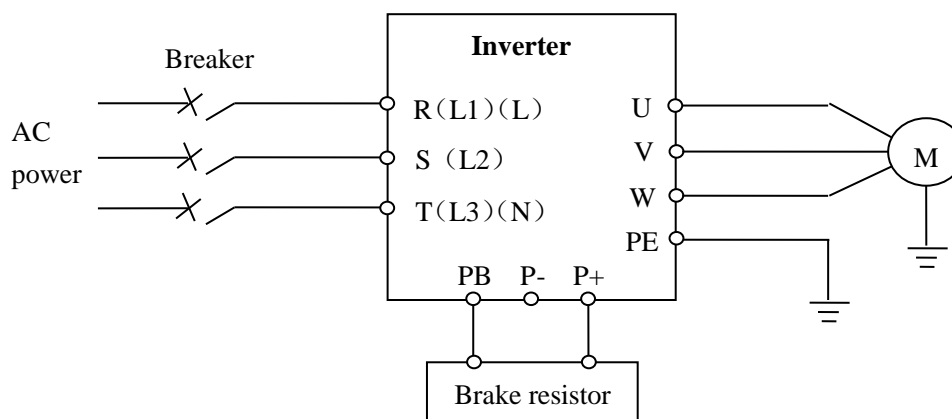 Inverter
Breaker
AC
power
R（L1）（L）
S （L2）
T（L3）（N）
U
V
W
PE
M
PB
P-
P+
Brake resistor